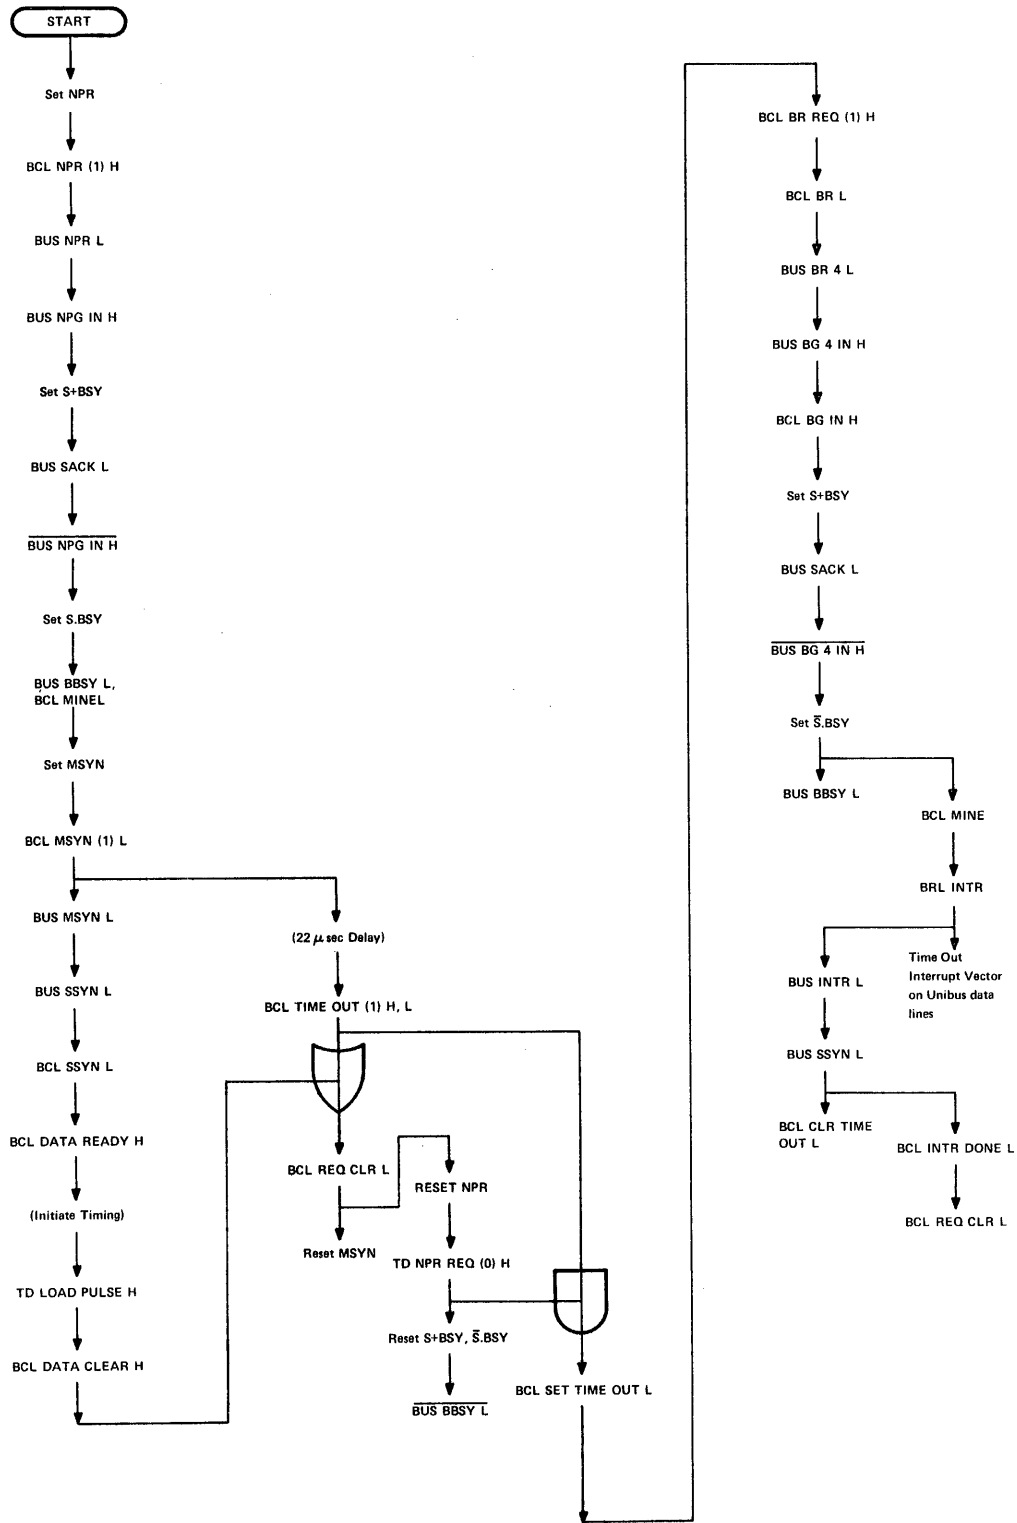 START
Set NPR
BCL NPR (1) H
BUS NPR L
BUS NPG IN H
Set S+BSY
BUS SACK L
BUS NPG IN H
Set S.BSY
BUS BBSY L,
BCL MINEL
Set MSYN
BCL MSYN (1) L
BUS MSYN L
BUS SSYN L
BCL SSYN L
BCL DATA READY H
(Initiate Timing)
TD LOAD PULSE H
BCL DATA CLEAR H
(22 μsec Delay)
BCL TIME OUT (1) H, L
BCL REQ CLR L
Reset MSYN
RESET NPR
TD NPR REQ (0) H
Reset S+BSY, S̅.BSY
BUS BBSY L
BCL SET TIME OUT L
BCL BR REQ (1) H
BCL BR L
BUS BR 4 L
BUS BG 4 IN H
BCL BG IN H
Set S+BSY
BUS SACK L
BUS BG 4 IN H
Set S̅.BSY
BUS BBSY L
BCL MINE
BRL INTR
Time Out
Interrupt Vector
on Unibus data
lines
BUS INTR L
BUS SSYN L
BCL CLR TIME
OUT L
BCL INTR DONE L
BCL REQ CLR L